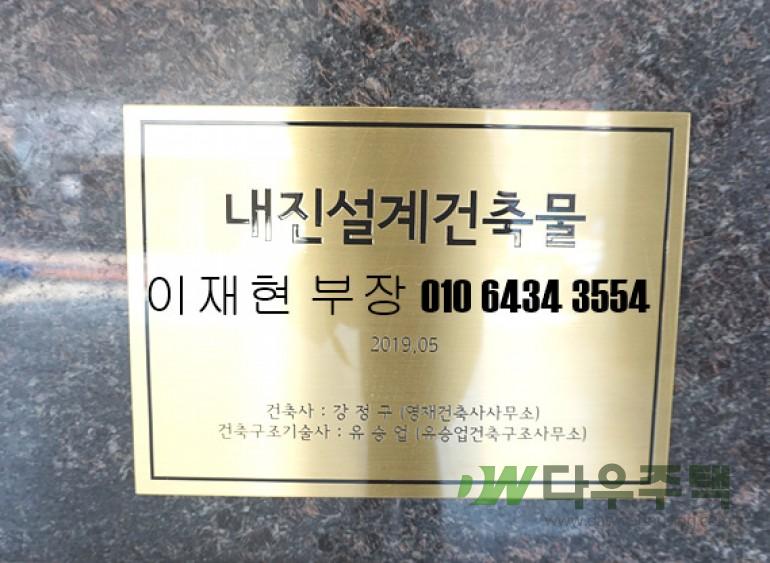 내진설계건축물
이재현 부장 010 6434 3554
2019.05
건축사 : 강 정 구 (영재건축사사무소)
건축구조기술사 : 유 승 업 (유승업건축구조사무소)
DW다우주택